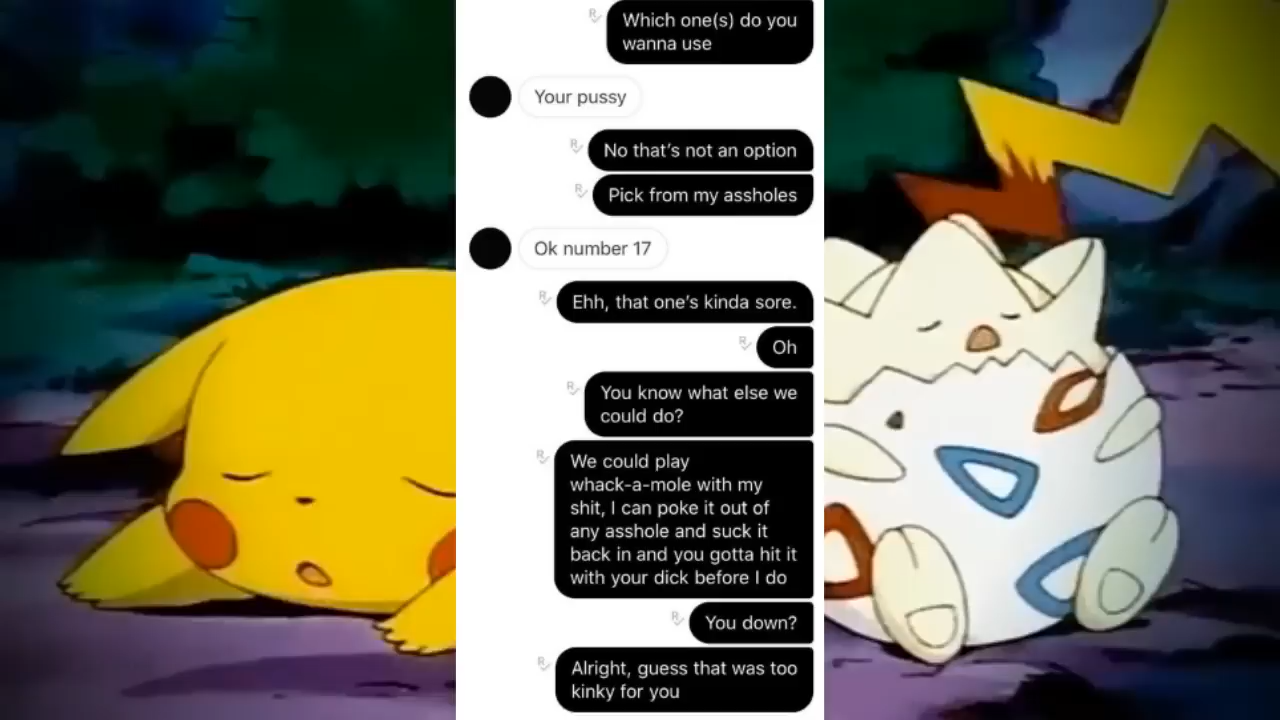 Which one(s) do you
wanna use
Your pussy
No that's not an option
Pick from my assholes
Ok number 17
Ehh, that one's kinda sore.
Oh
You know what else we
could do?
We could play
whack-a-mole with my
shit, I can poke it out of
any asshole and suck it
back in and you gotta hit it
with your dick before I do
You down?
Alright, guess that was too
kinky for you